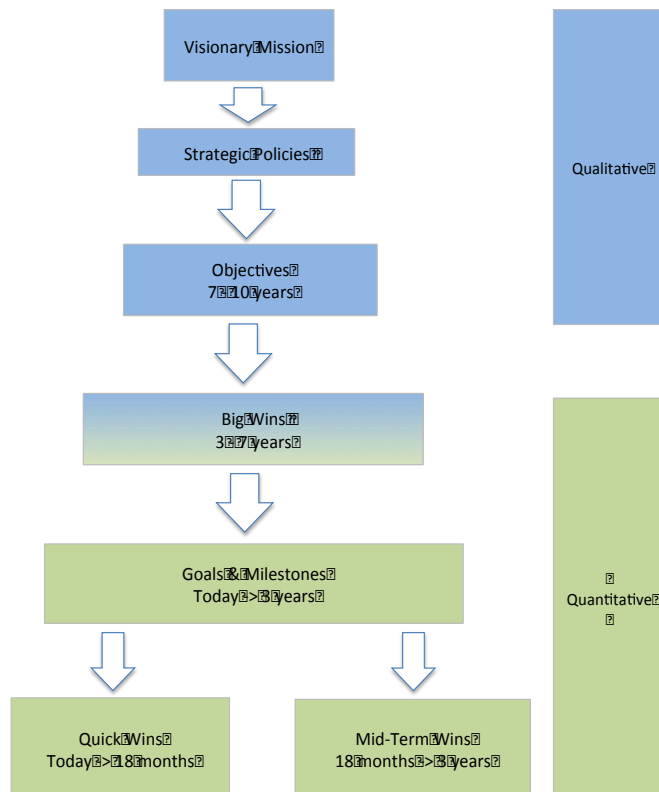 Visionary Mission
Strategic Policies
Objectives
7 - 10 years
Big Wins
3 - 7 years
Goals & Milestones
Today -> 3 years
Quick Wins
Today -> 18 months
Mid-Term Wins
18 months -> 3 years
Qualitative
Quantitative